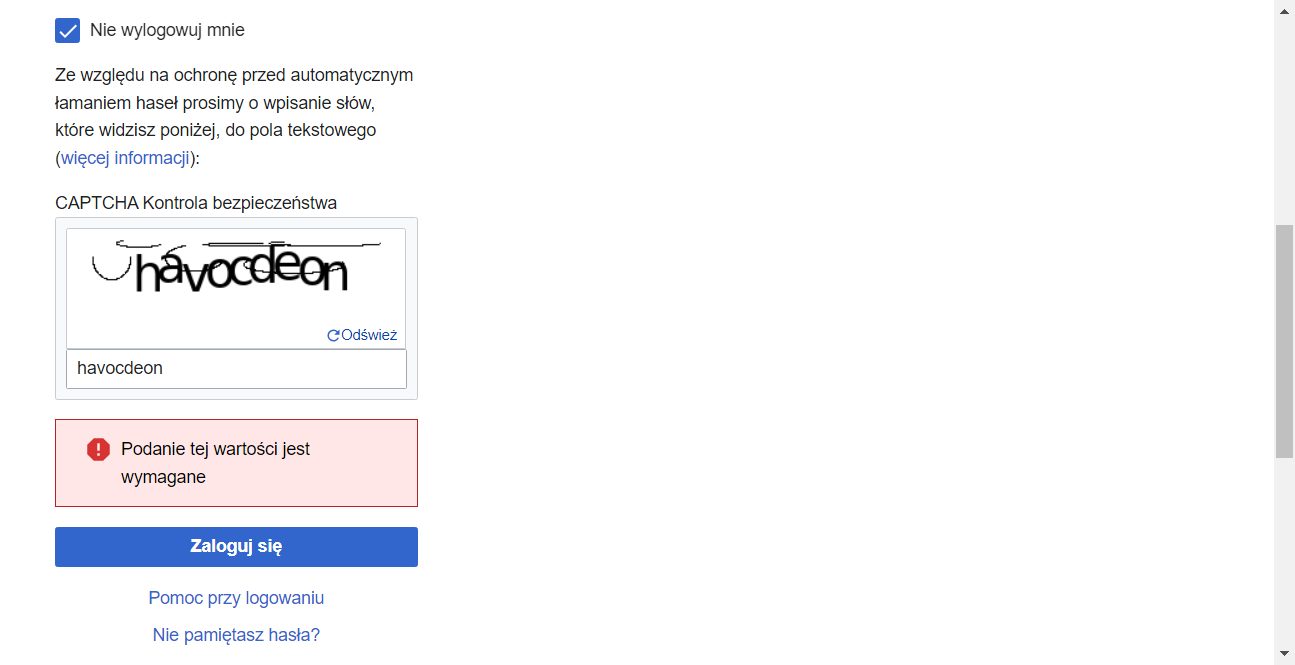 Nie wylogowuj mnie
Ze względu na ochronę przed automatycznym
łamaniem haseł prosimy o wpisanie słów,
które widzisz poniżej, do pola tekstowego
(więcej informacji):
CAPTCHA Kontrola bezpieczeństwa
havocdeon
Odśwież
havocdeon
Podanie tej wartości jest
wymagane
Zaloguj się
Pomoc przy logowaniu
Nie pamiętasz hasła?